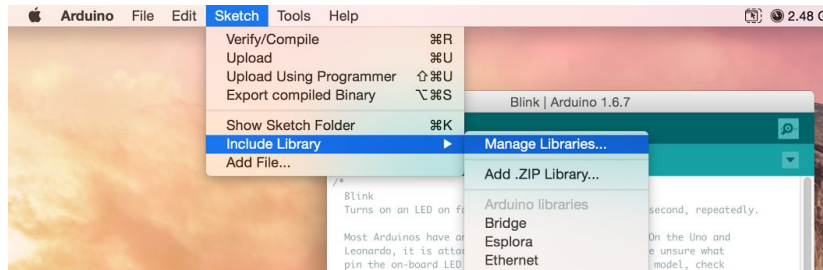 Arduino File Edit Sketch Tools Help 2.48 G
Verify/Compile ⌘R
Upload ⌘U
Upload Using Programmer ⇧⌘U
Export compiled Binary ⌥⌘S
Show Sketch Folder ⌘K
Include Library ▶
Add File...
Blink | Arduino 1.6.7
Manage Libraries...
Add .ZIP Library...
Arduino libraries
Bridge
Esplora
Ethernet
/*
Blink
Turns on an LED on second, repeatedly.
Most Arduinos have On the Uno and
Leonardo, it is unsure what
pin the on-board LED model, check